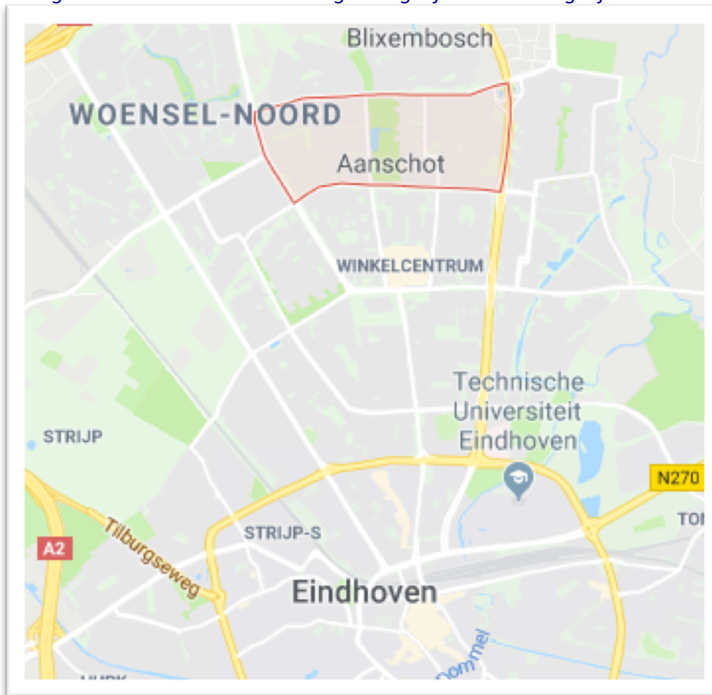 Blixembosch
WOENSEL-NOORD
Aanschot
WINKELCENTRUM
Technische
Universiteit
Eindhoven
STRIJP
N270
STRIJP-S
Tilburgseweg
A2
Eindhoven
Dommel